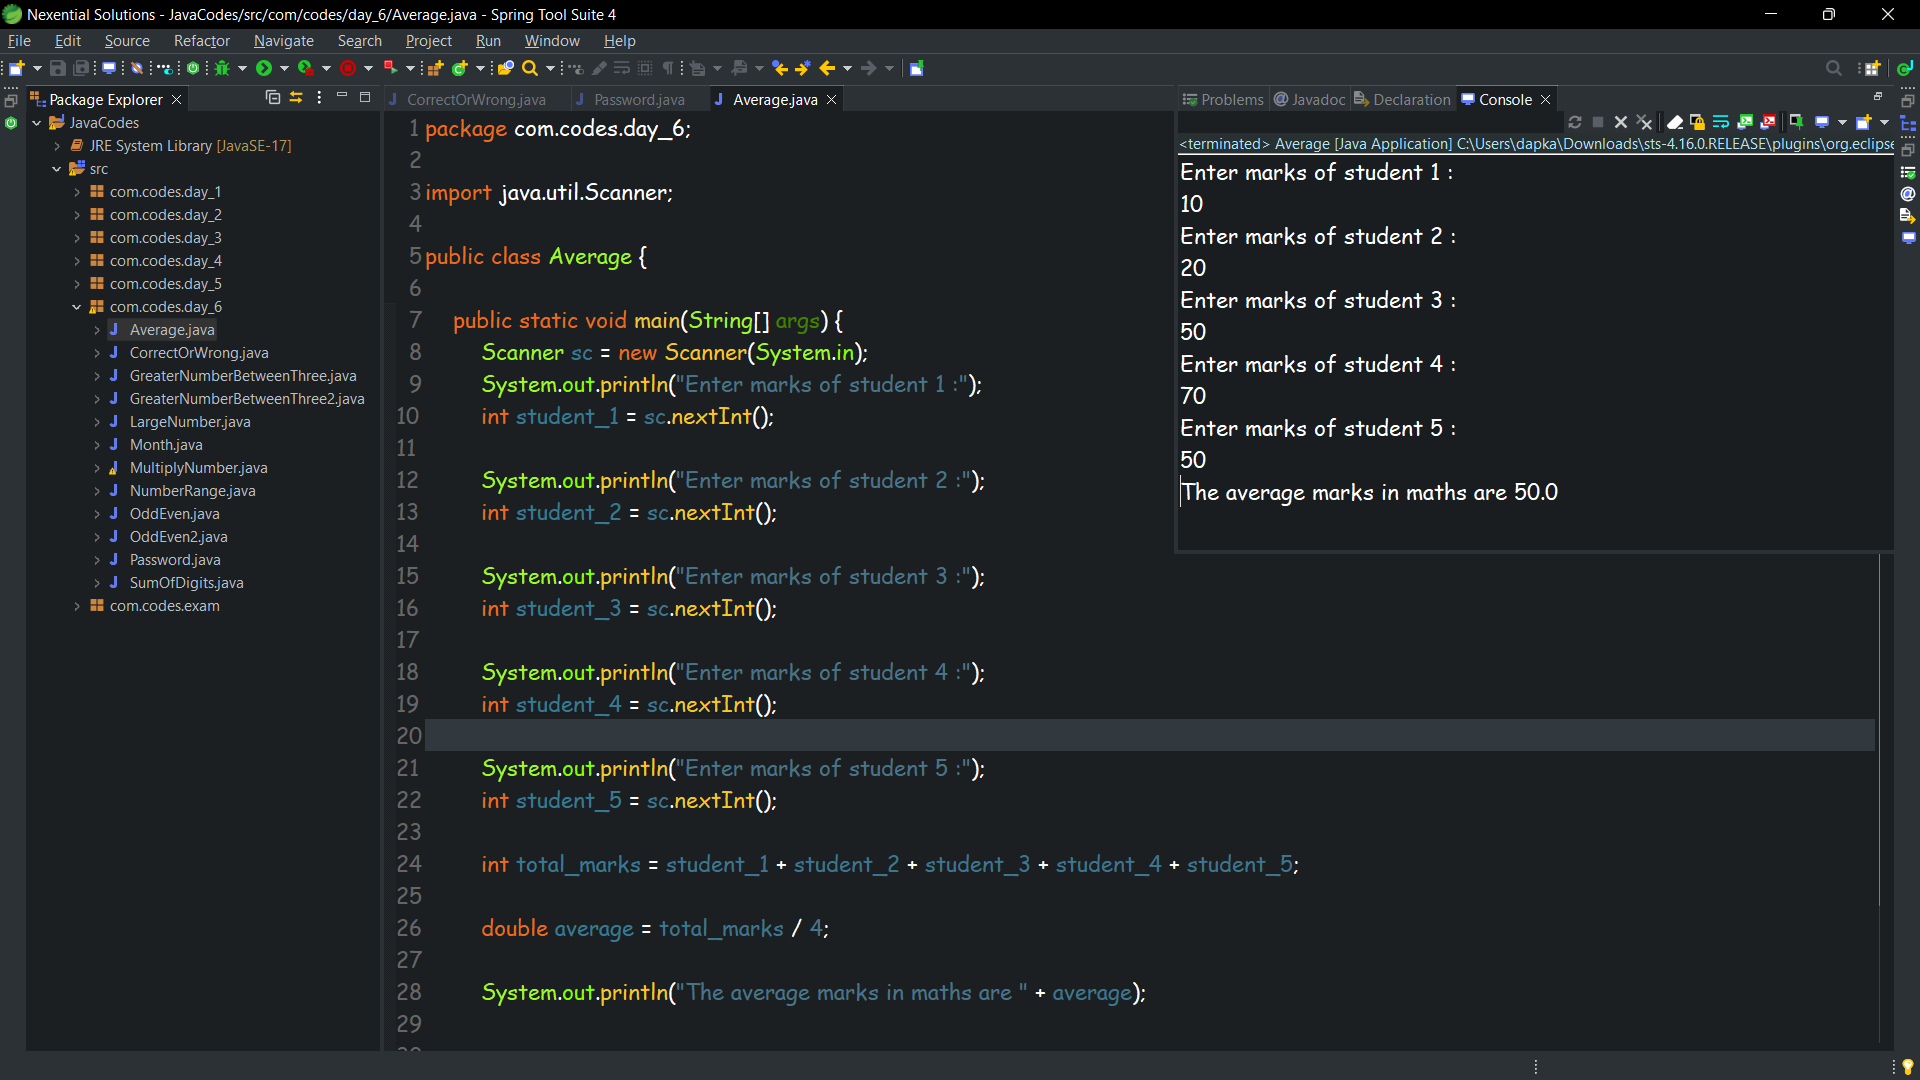 Nexential Solutions - JavaCodes/src/com/codes/day_6/Average.java - Spring Tool Suite 4
File Edit Source Refactor Navigate Search Project Run Window Help
Package Explorer
JavaCodes
JRE System Library [JavaSE-17]
src
com.codes.day_1
com.codes.day_2
com.codes.day_3
com.codes.day_4
com.codes.day_5
com.codes.day_6
Average.java
CorrectOrWrong.java
GreaterNumberBetweenThree.java
GreaterNumberBetweenThree2.java
LargeNumber.java
Month.java
MultiplyNumber.java
NumberRange.java
OddEven.java
OddEven2.java
Password.java
SumOfDigits.java
com.codes.exam
CorrectOrWrong.java Password.java Average.java
1 package com.codes.day_6;
2
3 import java.util.Scanner;
4
5 public class Average {
6
7 public static void main(String[] args) {
8 Scanner sc = new Scanner(System.in);
9 System.out.println("Enter marks of student 1 :");
10 int student_1 = sc.nextInt();
11
12 System.out.println("Enter marks of student 2 :");
13 int student_2 = sc.nextInt();
14
15 System.out.println("Enter marks of student 3 :");
16 int student_3 = sc.nextInt();
17
18 System.out.println("Enter marks of student 4 :");
19 int student_4 = sc.nextInt();
20
21 System.out.println("Enter marks of student 5 :");
22 int student_5 = sc.nextInt();
23
24 int total_marks = student_1 + student_2 + student_3 + student_4 + student_5;
25
26 double average = total_marks / 4;
27
28 System.out.println("The average marks in maths are " + average);
29
Problems Javadoc Declaration Console
<terminated> Average [Java Application] C:\Users\dapka\Downloads\sts-4.16.0.RELEASE\plugins\org.eclipse
Enter marks of student 1 :
10
Enter marks of student 2 :
20
Enter marks of student 3 :
50
Enter marks of student 4 :
70
Enter marks of student 5 :
50
The average marks in maths are 50.0